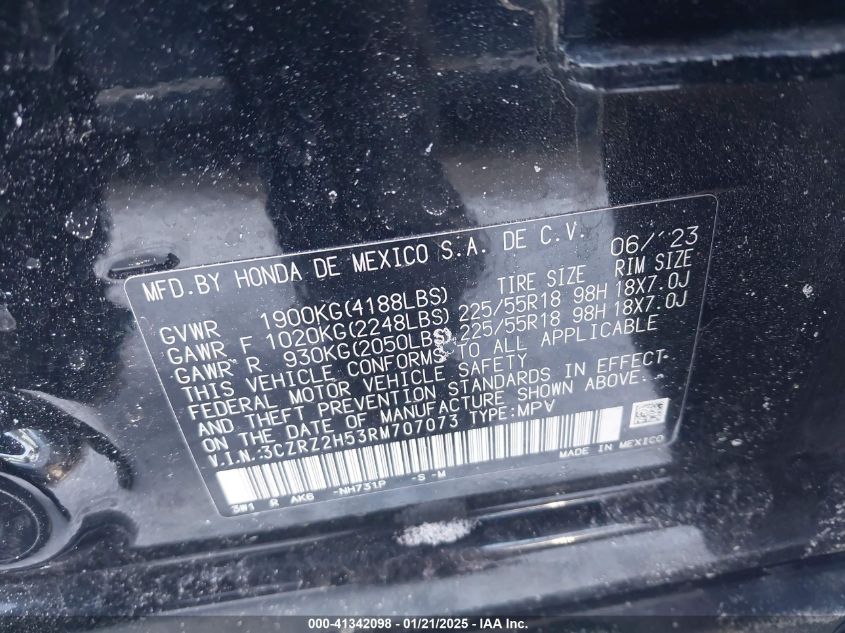 MFD.BY HONDA DE MEXICO S.A. DE C.V. 06/'23
TIRE SIZE RIM SIZE
GVWR 1900KG(4188LBS)
GAWR F 1020KG(2248LBS) 225/55R18 98H 18X7.0J
GAWR R 930KG(2050LBS) 225/55R18 98H 18X7.0J
THIS VEHICLE CONFORMS TO ALL APPLICABLE
FEDERAL MOTOR VEHICLE SAFETY
AND THEFT PREVENTION STANDARDS IN EFFECT
ON THE DATE OF MANUFACTURE SHOWN ABOVE.
V.I.N.:3CZRZ2H53RM707073 TYPE:MPV
MADE IN MEXICO
3W1 R AK6 -NH731P -S -M
000-41342098 - 01/21/2025 - IAA Inc.